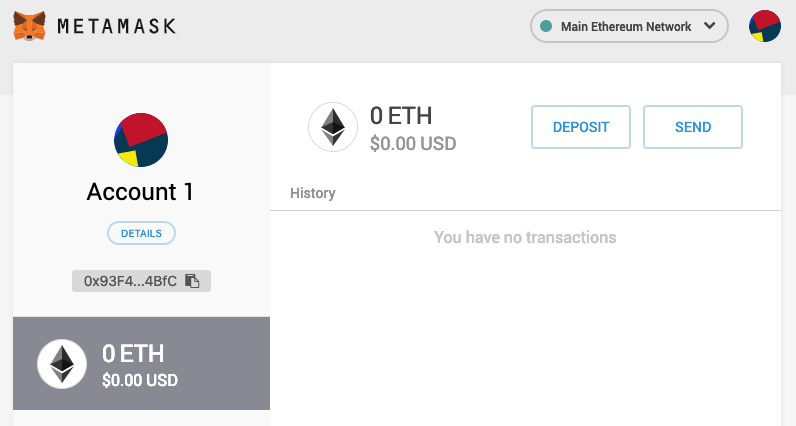 METAMASK
Main Ethereum Network
Account 1
DETAILS
0x93F4...4BfC
0 ETH
$0.00 USD
0 ETH
$0.00 USD
DEPOSIT
SEND
History
You have no transactions